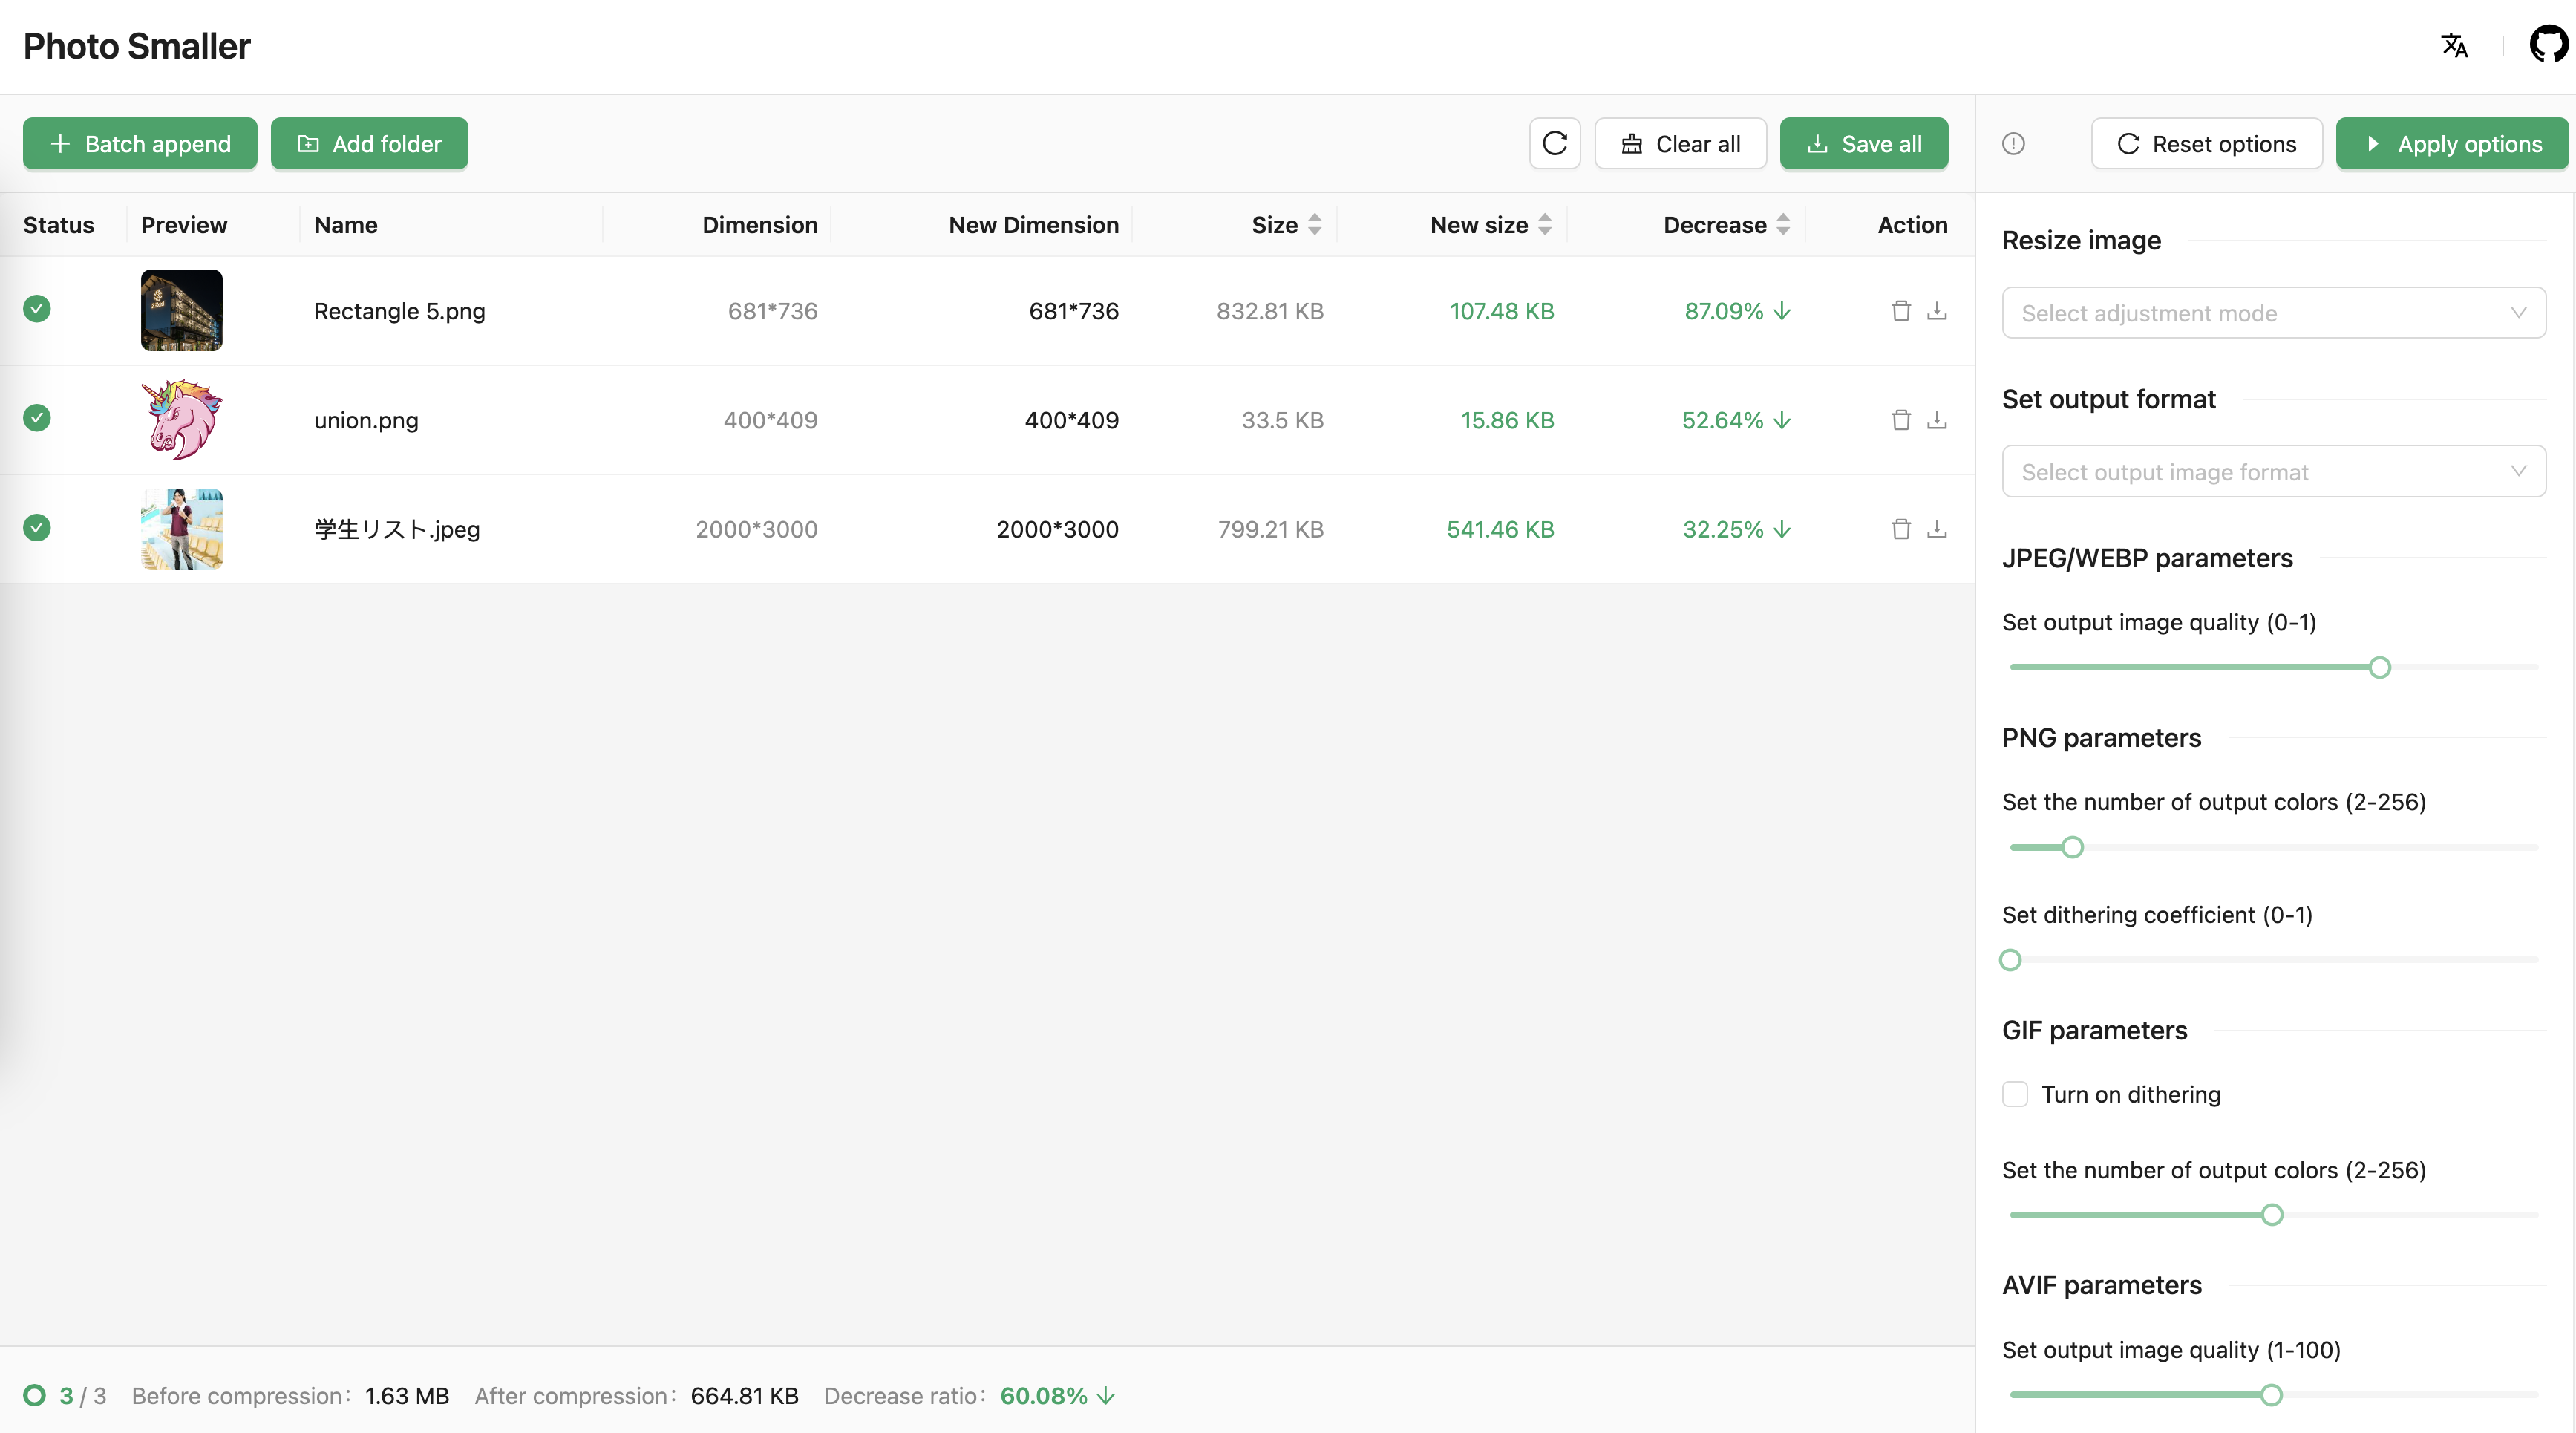 Photo Smaller
Batch append
Add folder
Clear all
Save all
Reset options
Apply options
Status Preview Name Dimension New Dimension Size New size Decrease Action
Rectangle 5.png 681*736 681*736 832.81 KB 107.48 KB 87.09%
union.png 400*409 400*409 33.5 KB 15.86 KB 52.64%
学生リスト.jpeg 2000*3000 2000*3000 799.21 KB 541.46 KB 32.25%
3 / 3 Before compression: 1.63 MB After compression: 664.81 KB Decrease ratio: 60.08%
Resize image
Select adjustment mode
Set output format
Select output image format
JPEG/WEBP parameters
Set output image quality (0-1)
PNG parameters
Set the number of output colors (2-256)
Set dithering coefficient (0-1)
GIF parameters
Turn on dithering
Set the number of output colors (2-256)
AVIF parameters
Set output image quality (1-100)